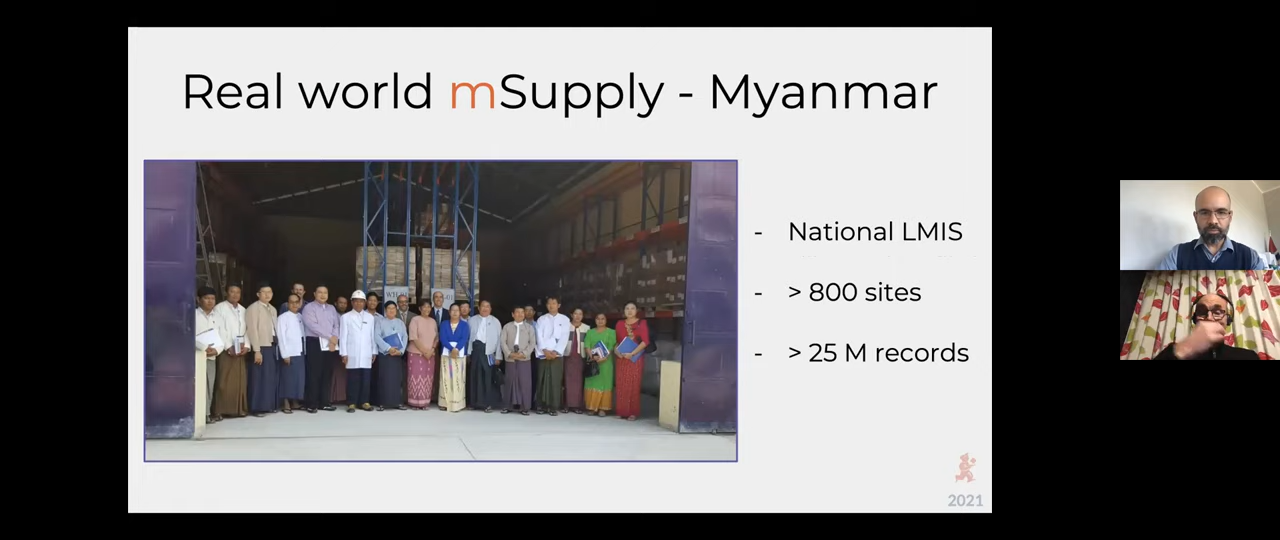 Real world mSupply - Myanmar
- National LMIS
- > 800 sites
- > 25 M records
2021